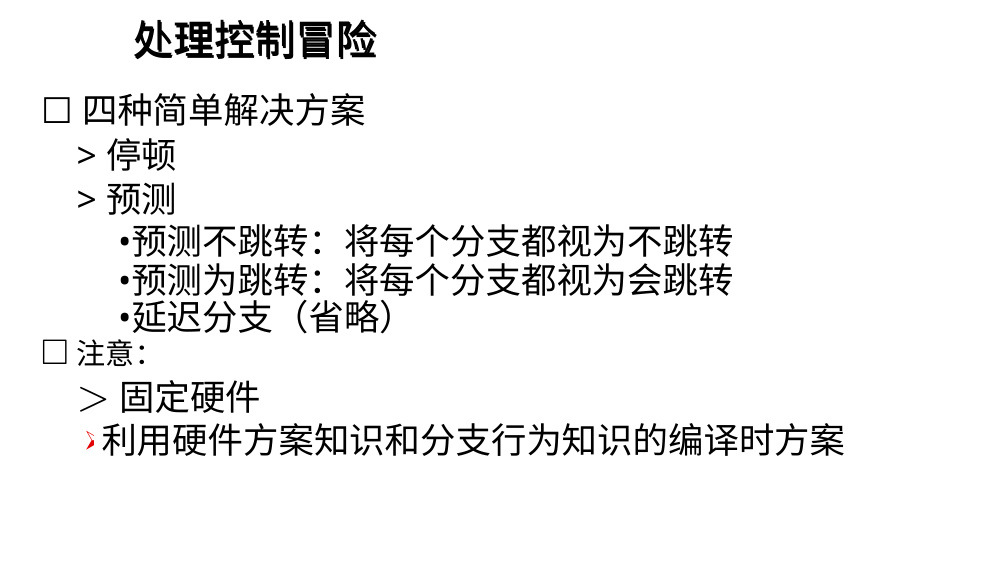 处理控制冒险
□ 四种简单解决方案
> 停顿
> 预测
•预测不跳转：将每个分支都视为不跳转
•预测为跳转：将每个分支都视为会跳转
•延迟分支（省略）
□ 注意：
＞ 固定硬件
➢利用硬件方案知识和分支行为知识的编译时方案